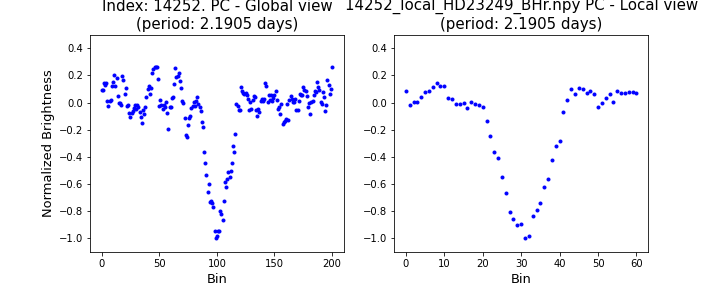 Index: 14252. PC - Global view
(period: 2.1905 days)
14252_local_HD23249_BHr.npy PC - Local view
(period: 2.1905 days)
Normalized Brightness
0.4
0.2
0.0
−0.2
−0.4
−0.6
−0.8
−1.0
0 50 100 150 200
Bin
0.4
0.2
0.0
−0.2
−0.4
−0.6
−0.8
−1.0
0 10 20 30 40 50 60
Bin